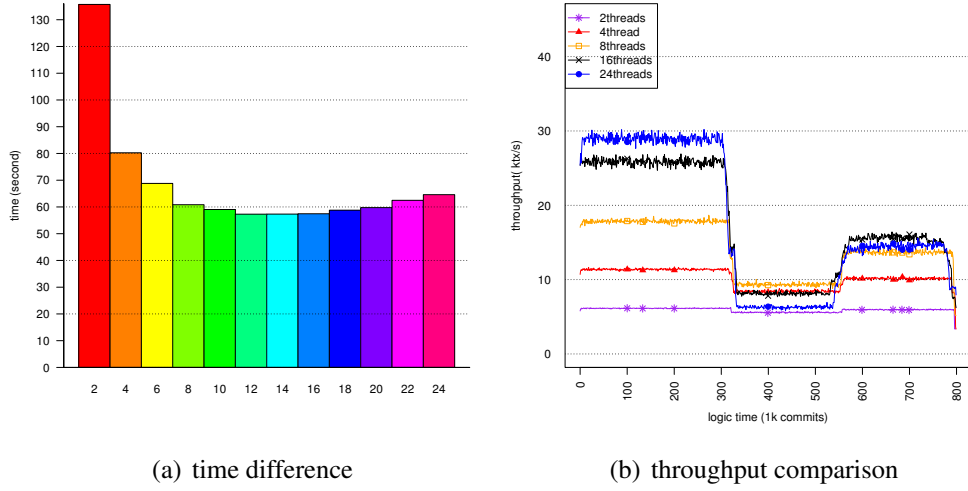 time (second)
130
120
110
100
90
80
70
60
50
40
30
20
10
0
2 4 6 8 10 12 14 16 18 20 22 24
(a) time difference
2threads
4thread
8threads
16threads
24threads
throughput( ktx/s)
40
30
20
10
0
0 100 200 300 400 500 600 700 800
logic time (1k commits)
(b) throughput comparison